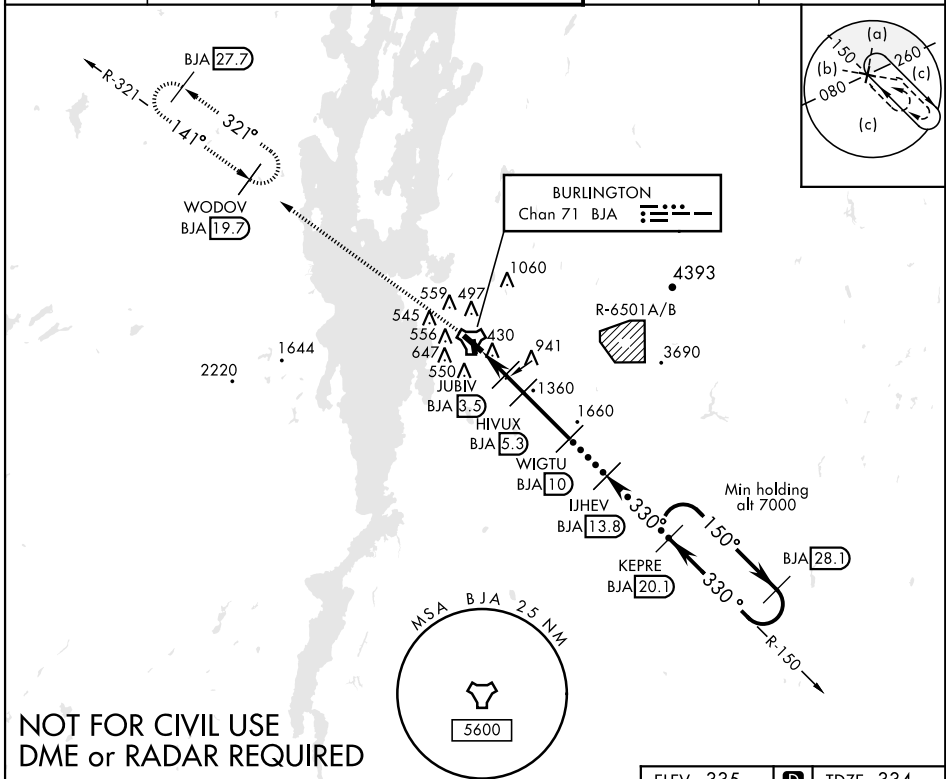 BJA 27.7
R-321
321°
141°
WODOV
BJA 19.7
(a)
150
260
(b)
(c)
080
(c)
BURLINGTON
Chan 71 BJA
1060
4393
559
497
545
R-6501A/B
556
430
941
647
3690
1644
550
2220
JUBIV
BJA 3.5
1360
HIVUX
BJA 5.3
1660
WIGTU
BJA 10
IJHEV
BJA 13.8
Min holding
alt 7000
330°
150°
KEPRE
BJA 20.1
BJA 28.1
330°
R-150
MSA BJA 25 NM
5600
NOT FOR CIVIL USE
DME or RADAR REQUIRED
ELEV 335
D
TDZE 334